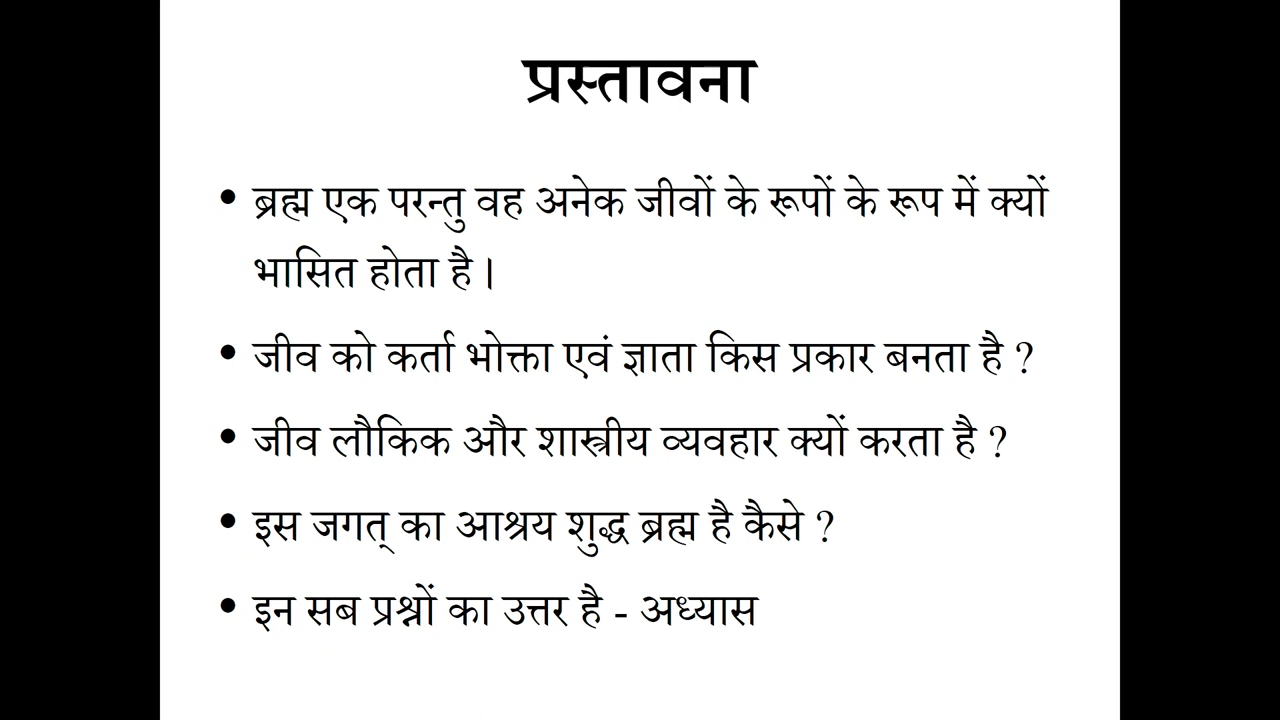 प्रस्तावना
• ब्रह्म एक परन्तु वह अनेक जीवों के रूपों के रूप में क्यों
भासित होता है।
• जीव को कर्ता भोक्ता एवं ज्ञाता किस प्रकार बनता है ?
• जीव लौकिक और शास्त्रीय व्यवहार क्यों करता है ?
• इस जगत् का आश्रय शुद्ध ब्रह्म है कैसे ?
• इन सब प्रश्नों का उत्तर है - अध्यास